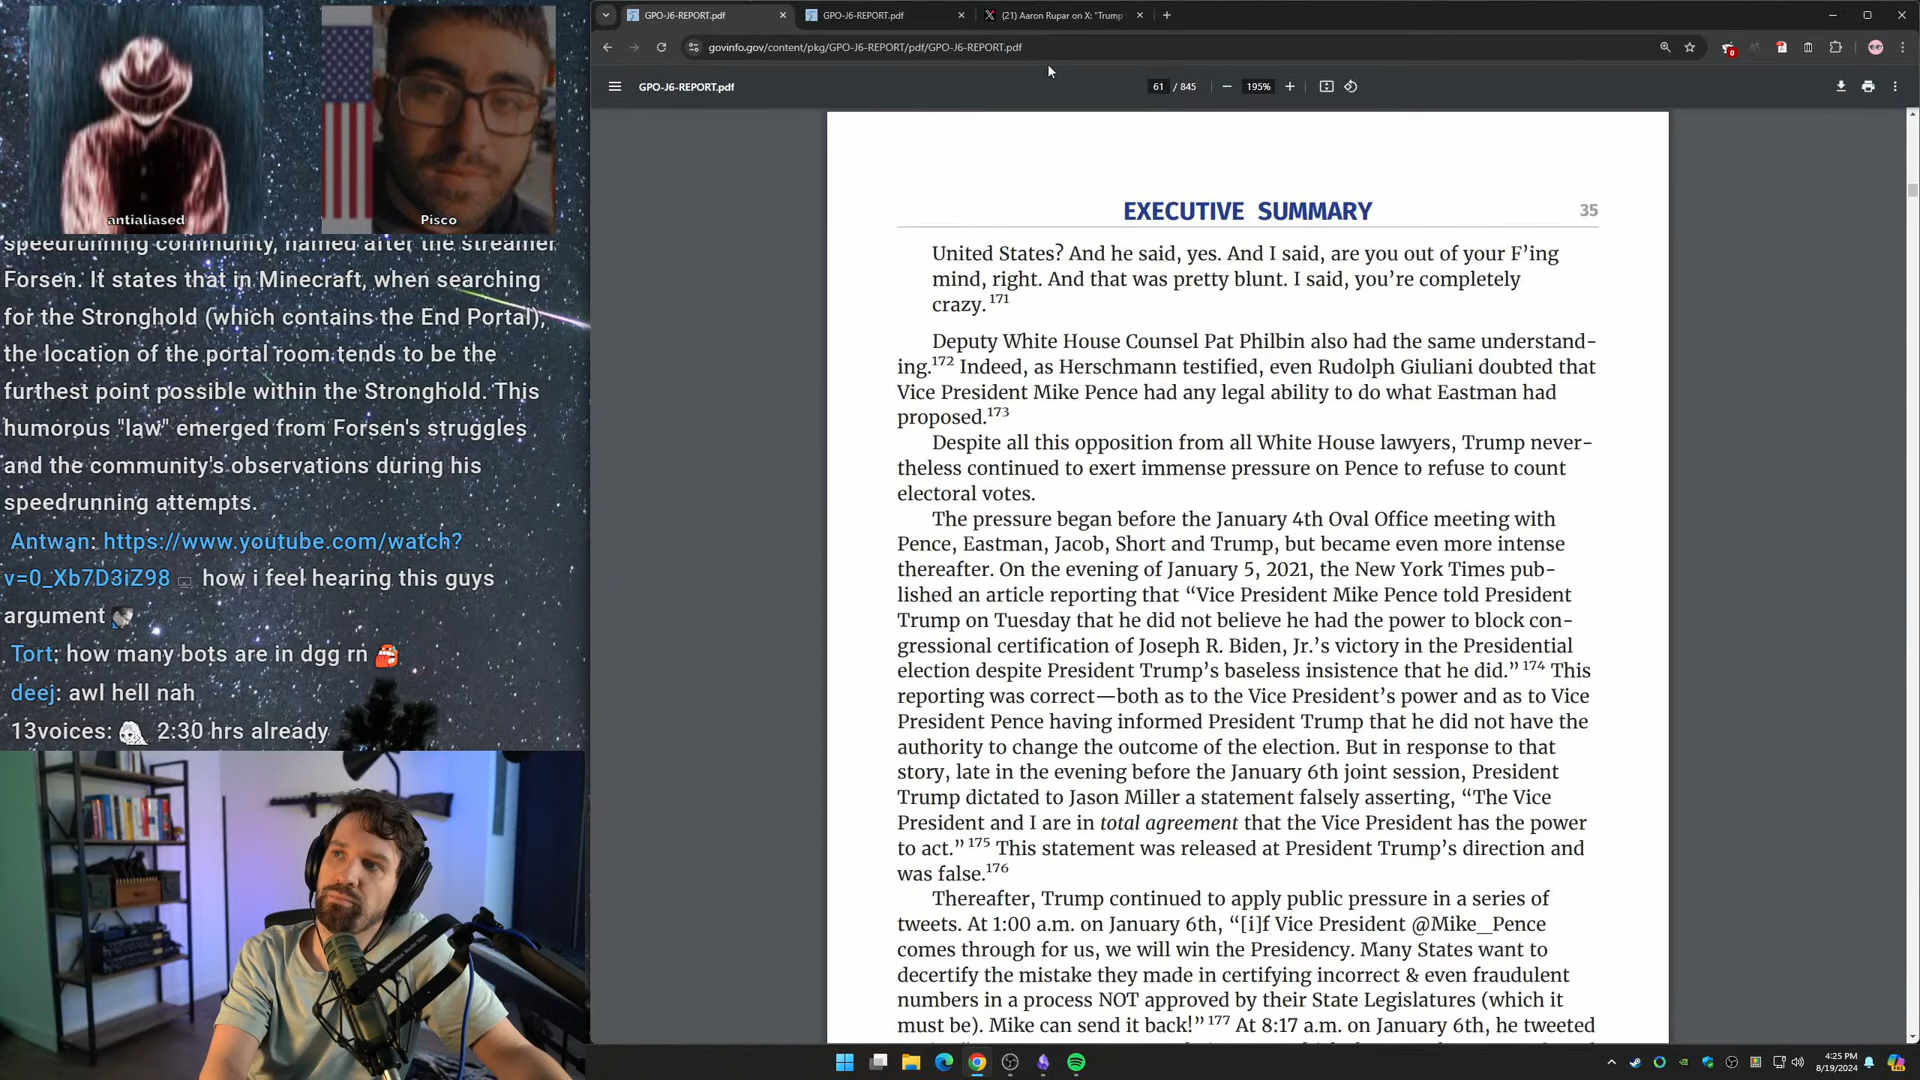 antialiased
Pisco
speedrunning community, named after the streamer
Forsen. It states that in Minecraft, when searching
for the Stronghold (which contains the End Portal),
the location of the portal room tends to be the
furthest point possible within the Stronghold. This
humorous "law" emerged from Forsen's struggles
and the community's observations during his
speedrunning attempts.
Antwan: https://www.youtube.com/watch?
v=0_Xb7D3iZ98 how i feel hearing this guys
argument
Tort: how many bots are in dgg rn
deej: awl hell nah
13voices: 2:30 hrs already
GPO-J6-REPORT.pdf
GPO-J6-REPORT.pdf
(21) Aaron Rupar on X: "Trump
govinfo.gov/content/pkg/GPO-J6-REPORT/pdf/GPO-J6-REPORT.pdf
GPO-J6-REPORT.pdf
61 / 845
195%
EXECUTIVE SUMMARY
35
United States? And he said, yes. And I said, are you out of your F’ing
mind, right. And that was pretty blunt. I said, you’re completely
crazy.171
Deputy White House Counsel Pat Philbin also had the same understand-
ing.172 Indeed, as Herschmann testified, even Rudolph Giuliani doubted that
Vice President Mike Pence had any legal ability to do what Eastman had
proposed.173
Despite all this opposition from all White House lawyers, Trump never-
theless continued to exert immense pressure on Pence to refuse to count
electoral votes.
The pressure began before the January 4th Oval Office meeting with
Pence, Eastman, Jacob, Short and Trump, but became even more intense
thereafter. On the evening of January 5, 2021, the New York Times pub-
lished an article reporting that “Vice President Mike Pence told President
Trump on Tuesday that he did not believe he had the power to block con-
gressional certification of Joseph R. Biden, Jr.’s victory in the Presidential
election despite President Trump’s baseless insistence that he did.” 174 This
reporting was correct—both as to the Vice President’s power and as to Vice
President Pence having informed President Trump that he did not have the
authority to change the outcome of the election. But in response to that
story, late in the evening before the January 6th joint session, President
Trump dictated to Jason Miller a statement falsely asserting, “The Vice
President and I are in total agreement that the Vice President has the power
to act.” 175 This statement was released at President Trump’s direction and
was false.176
Thereafter, Trump continued to apply public pressure in a series of
tweets. At 1:00 a.m. on January 6th, “[i]f Vice President @Mike_Pence
comes through for us, we will win the Presidency. Many States want to
decertify the mistake they made in certifying incorrect & even fraudulent
numbers in a process NOT approved by their State Legislatures (which it
must be). Mike can send it back!” 177 At 8:17 a.m. on January 6th, he tweeted
4:25 PM
8/19/2024